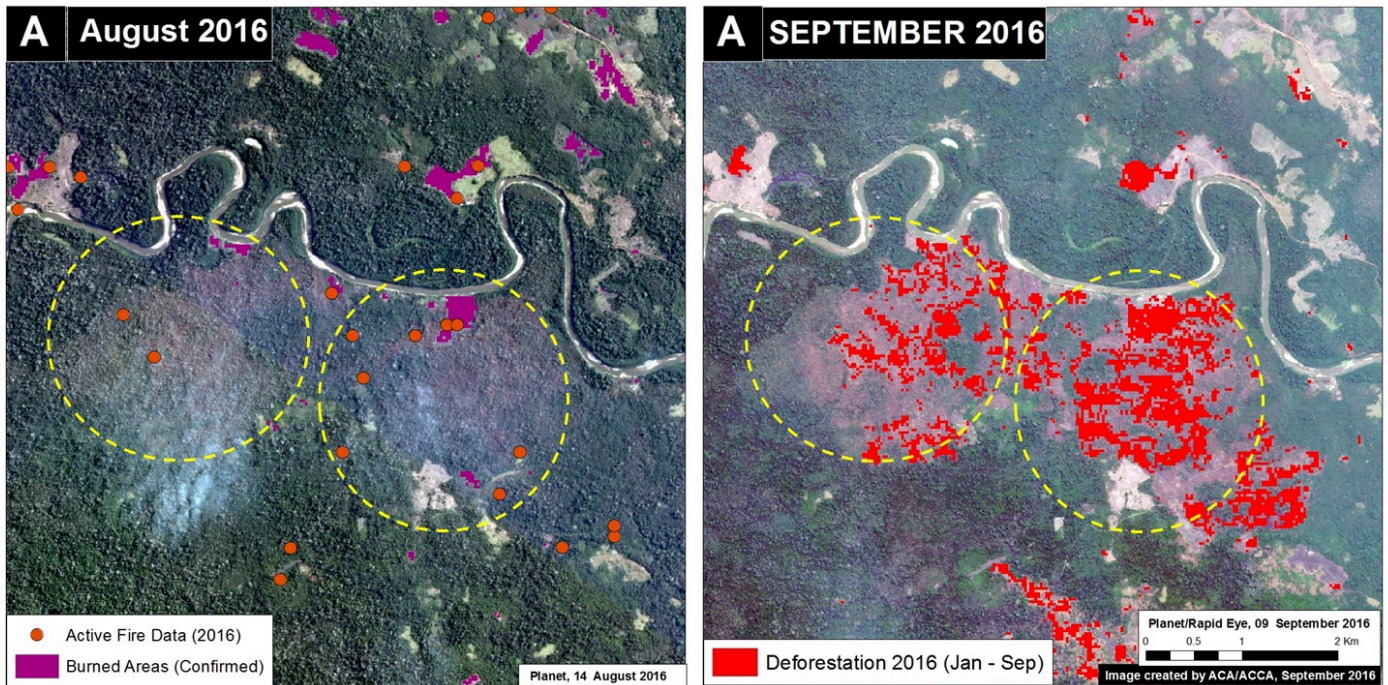 A August 2016
Active Fire Data (2016)
Burned Areas (Confirmed)
Planet, 14 August 2016
A SEPTEMBER 2016
Deforestation 2016 (Jan - Sep)
Planet/Rapid Eye, 09 September 2016
0 0.5 1 2 Km
Image created by ACA/ACCA, September 2016